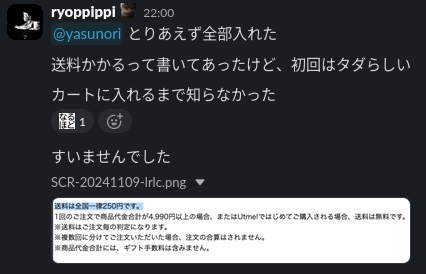 ryoppippi 22:00
@yasunori とりあえず全部入れた
送料かかるって書いてあったけど、初回はタダらしい
カートに入れるまで知らなかった
なるほど 1
すいませんでした
SCR-20241109-lrlc.png
送料は全国一律250円です。
1回のご注文で商品代金合計が4,990円以上の場合、またはUtme!ではじめてご購入される場合、送料は無料です。
※送料はご注文毎の判定になります。
※複数回に分けてご注文いただいた場合、注文の合算はされません。
※商品代金合計には、ギフト手数料は含みません。